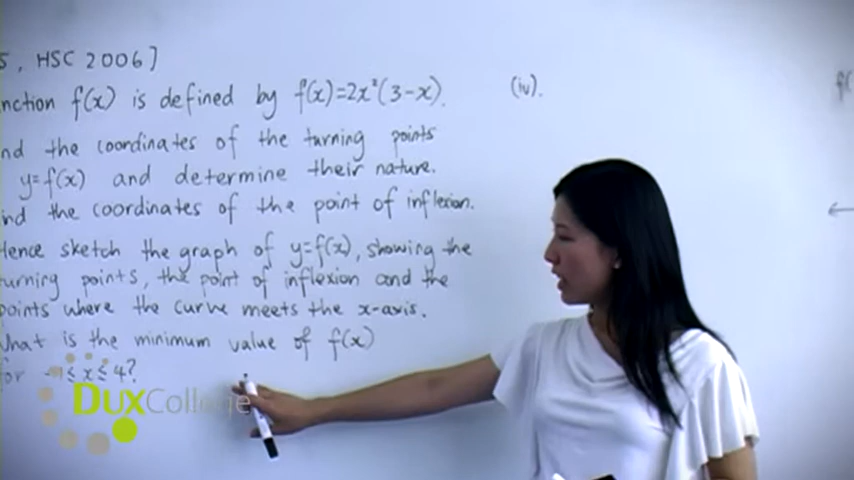 5, HSC 2006]
nction f(x) is defined by f(x)=2x²(3-x).
nd the coordinates of the turning points
y=f(x) and determine their nature.
nd the coordinates of the point of inflexion.
Hence sketch the graph of y=f(x), showing the
turning points, the point of inflexion and the
points where the curve meets the x-axis.
What is the minimum value of f(x)
for -1≤x≤4?
(iv).
f(
DuxCollege